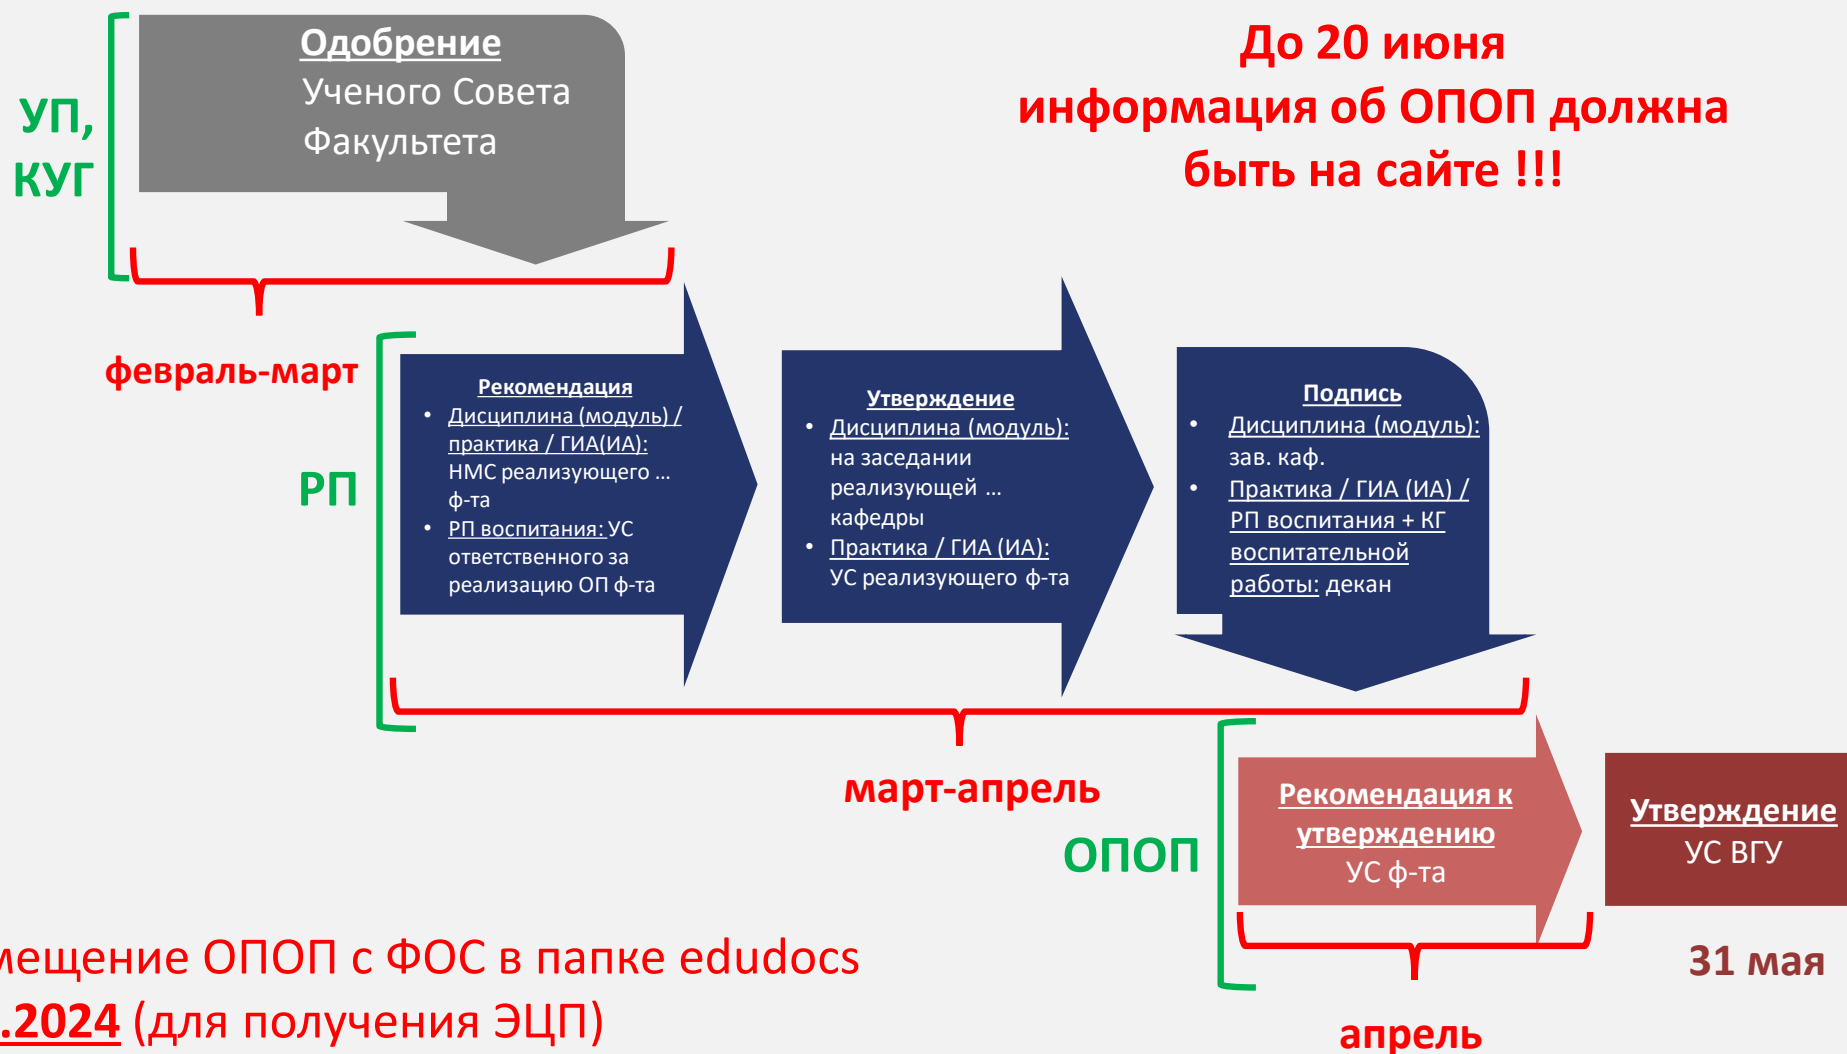 Одобрение
Ученого Совета
Факультета
До 20 июня
информация об ОПОП должна
быть на сайте !!!
УП,
КУГ
февраль-март
РП
Рекомендация
• Дисциплина (модуль) /
практика / ГИА(ИА):
НМС реализующего ...
ф-та
• РП воспитания: УС
ответственного за
реализацию ОП ф-та
Утверждение
• Дисциплина (модуль):
на заседании
реализующей ...
кафедры
• Практика / ГИА (ИА):
УС реализующего ф-та
Подпись
• Дисциплина (модуль):
зав. каф.
• Практика / ГИА (ИА) /
РП воспитания + КГ
воспитательной
работы: декан
март-апрель
ОПОП
Рекомендация к
утверждению
УС ф-та
Утверждение
УС ВГУ
31 мая
апрель
мещение ОПОП с ФОС в папке edudocs
.2024 (для получения ЭЦП)